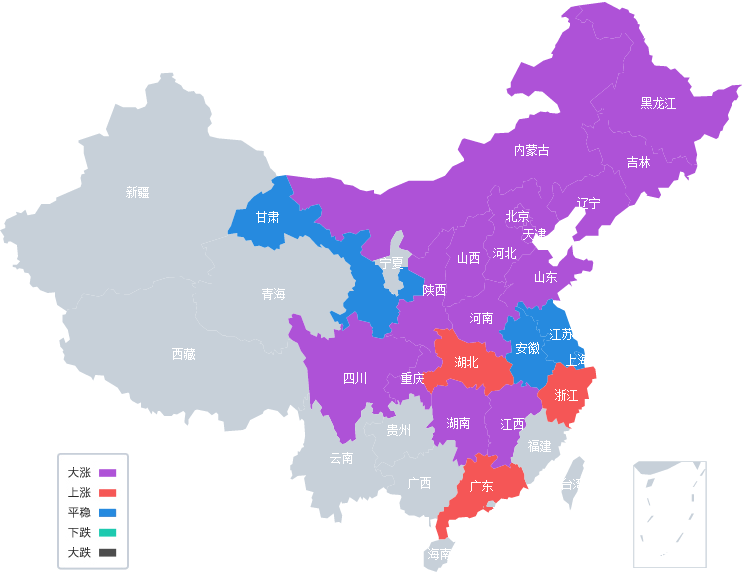 黑龙江
内蒙古
吉林
新疆
辽宁
甘肃
北京
天津
河北
山西
宁夏
山东
陕西
青海
河南
江苏
安徽
西藏
上海
湖北
四川
重庆
浙江
湖南
江西
贵州
福建
云南
广西
广东
台湾
海南
大涨
上涨
平稳
下跌
大跌